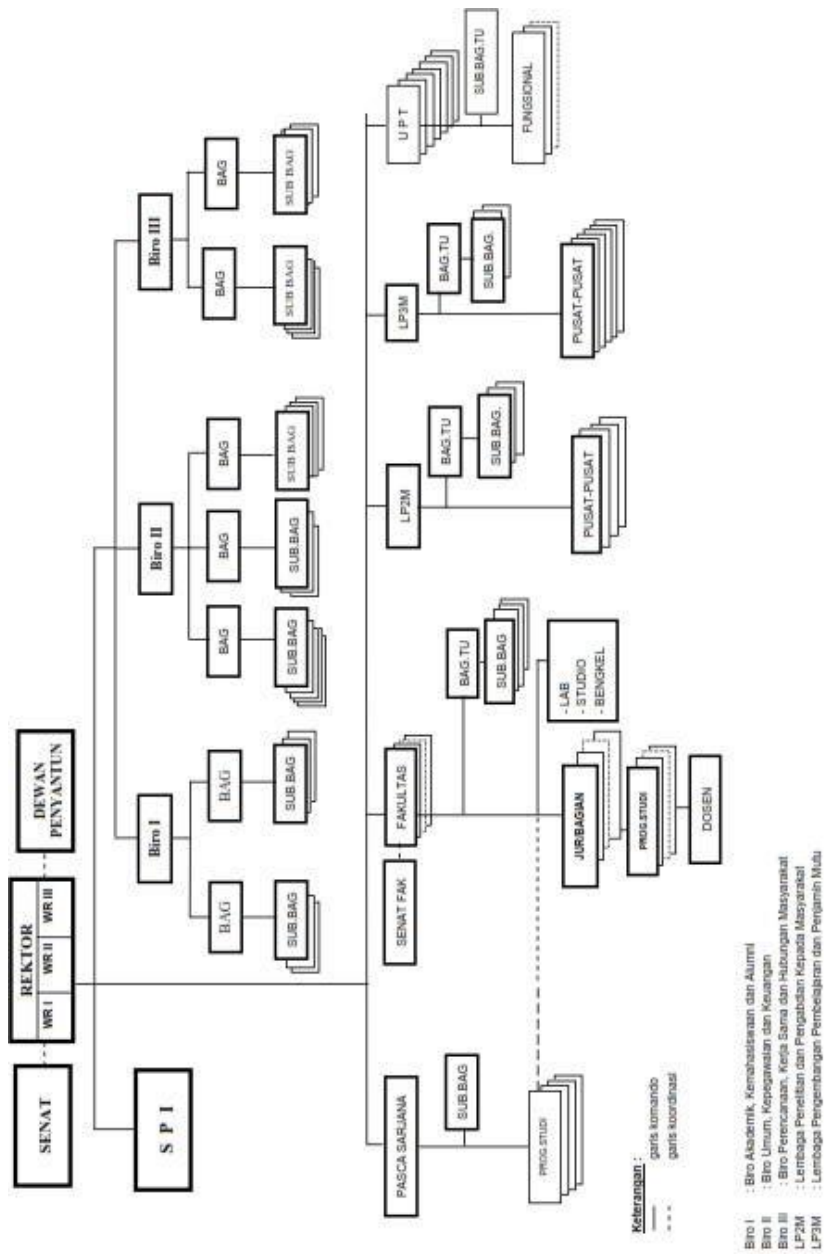 SENAT
REKTOR
WR I
WR II
WR III
DEWAN
PENYANTUN
S P I
Biro I
Biro II
Biro III
BAG
BAG
BAG
BAG
BAG
BAG
BAG
SUB.BAG
SUB.BAG
SUB.BAG
SUB.BAG
SUB BAG
SUB BAG
SUB BAG
PASCA SARJANA
SENAT FAK
FAKULTAS
LP2M
LP3M
U P T
SUB.BAG
BAG.TU
BAG.TU
BAG.TU
SUB.BAG.TU
SUB.BAG
SUB.BAG.
SUB.BAG.
FUNGSIONAL
PROG.STUDI
- LAB
- STUDIO
- BENGKEL
JUR/BAGIAN
PROG.STUDI
DOSEN
PUSAT-PUSAT
PUSAT-PUSAT
Keterangan :
garis komando
garis koordinasi
Biro I : Biro Akademik, Kemahasiswaan dan Alumni
Biro II : Biro Umum, Kepegawaian dan Keuangan
Biro III : Biro Perencanaan, Kerja Sama dan Hubungan Masyarakat
LP2M : Lembaga Penelitian dan Pengabdian Kepada Masyarakat
LP3M : Lembaga Pengembangan Pembelajaran dan Penjamin Mutu